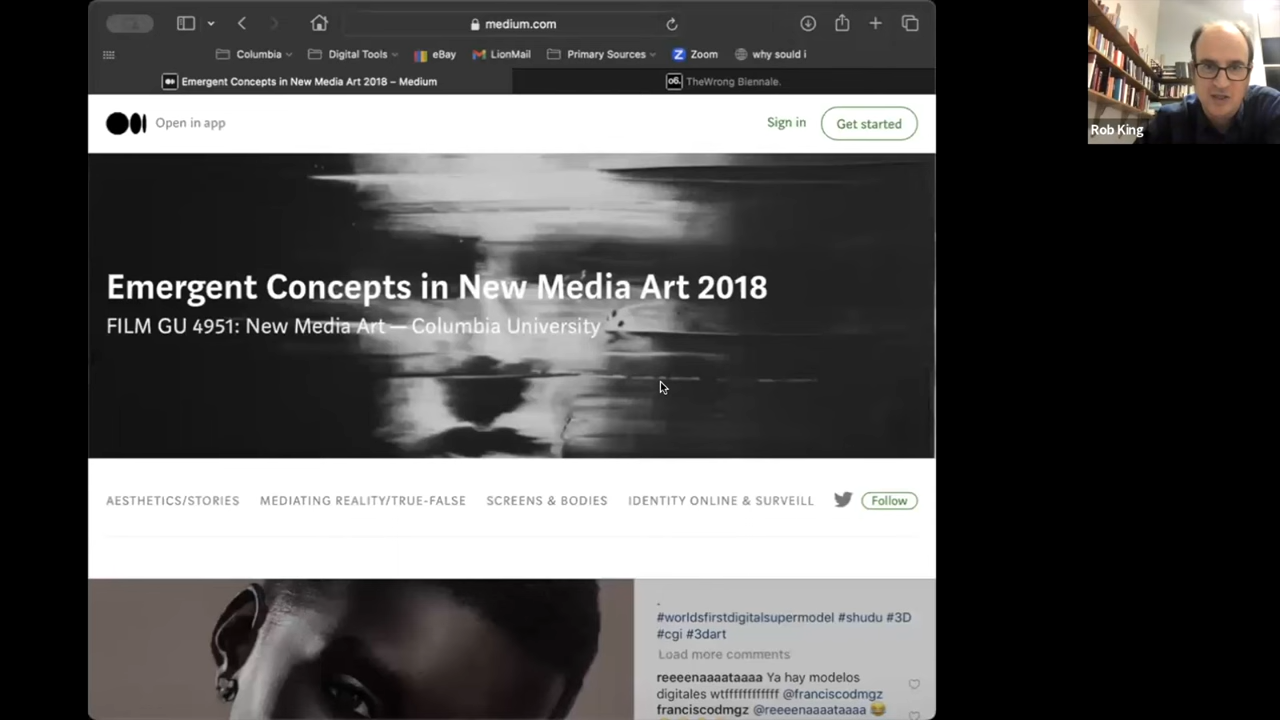 medium.com
Columbia
Digital Tools
eBay
LionMail
Primary Sources
Zoom
why sould i
Emergent Concepts in New Media Art 2018 – Medium
06.
TheWrong Biennale.
Open in app
Sign in
Get started
Rob King
Emergent Concepts in New Media Art 2018
FILM GU 4951: New Media Art — Columbia University
AESTHETICS/STORIES
MEDIATING REALITY/TRUE-FALSE
SCREENS & BODIES
IDENTITY ONLINE & SURVEILL
Follow
.
#worldsfirstdigitalsupermodel #shudu #3D
#cgi #3dart
Load more comments
reeeenaaaataaaa Ya hay modelos
digitales wtfffffffffffff @franciscodmgz
franciscodmgz @reeeenaaaataaaa 😂